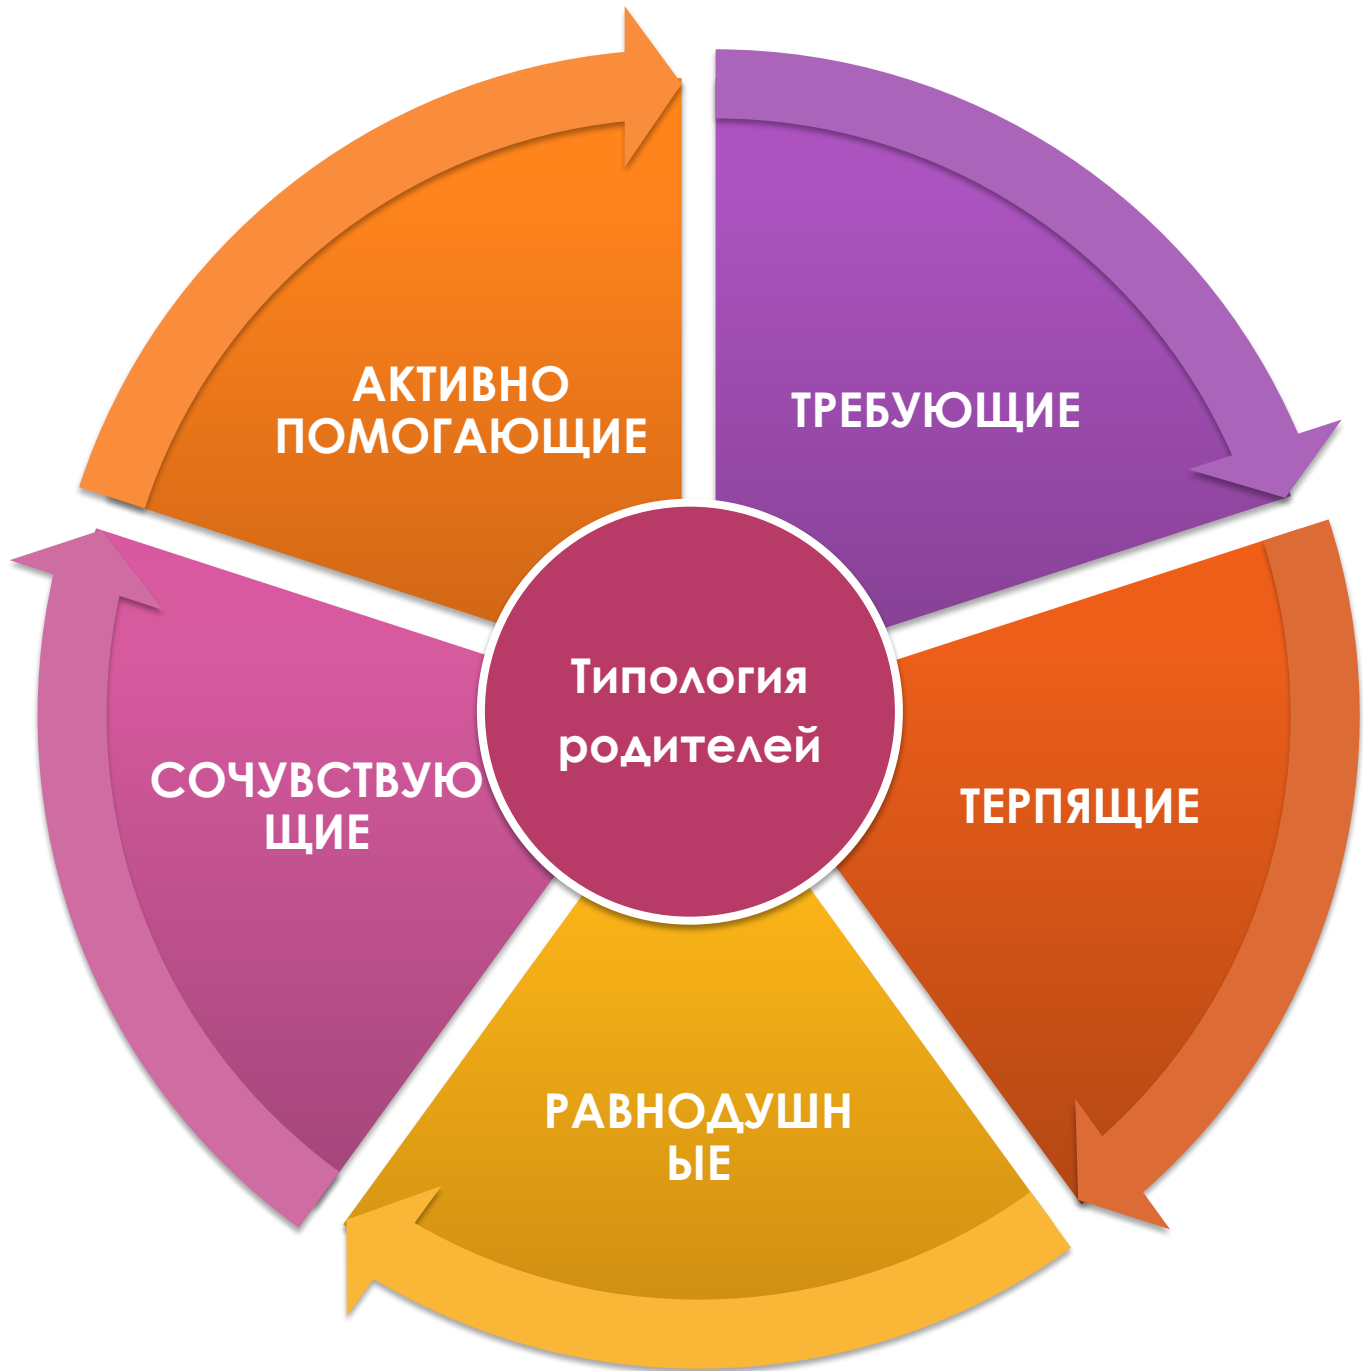 АКТИВНО
ПОМОГАЮЩИЕ
ТРЕБУЮЩИЕ
Типология
родителей
СОЧУВСТВУЮ
ЩИЕ
ТЕРПЯЩИЕ
РАВНОДУШН
ЫЕ